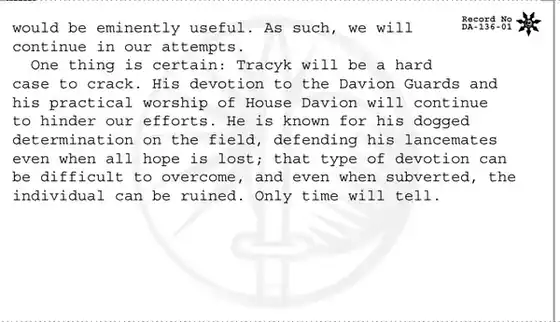 would be eminently useful. As such, we will
continue in our attempts.
One thing is certain: Tracyk will be a hard
case to crack. His devotion to the Davion Guards and
his practical worship of House Davion will continue
to hinder our efforts. He is known for his dogged
determination on the field, defending his lancemates
even when all hope is lost; that type of devotion can
be difficult to overcome, and even when subverted, the
individual can be ruined. Only time will tell.
Record No
DA-136-01